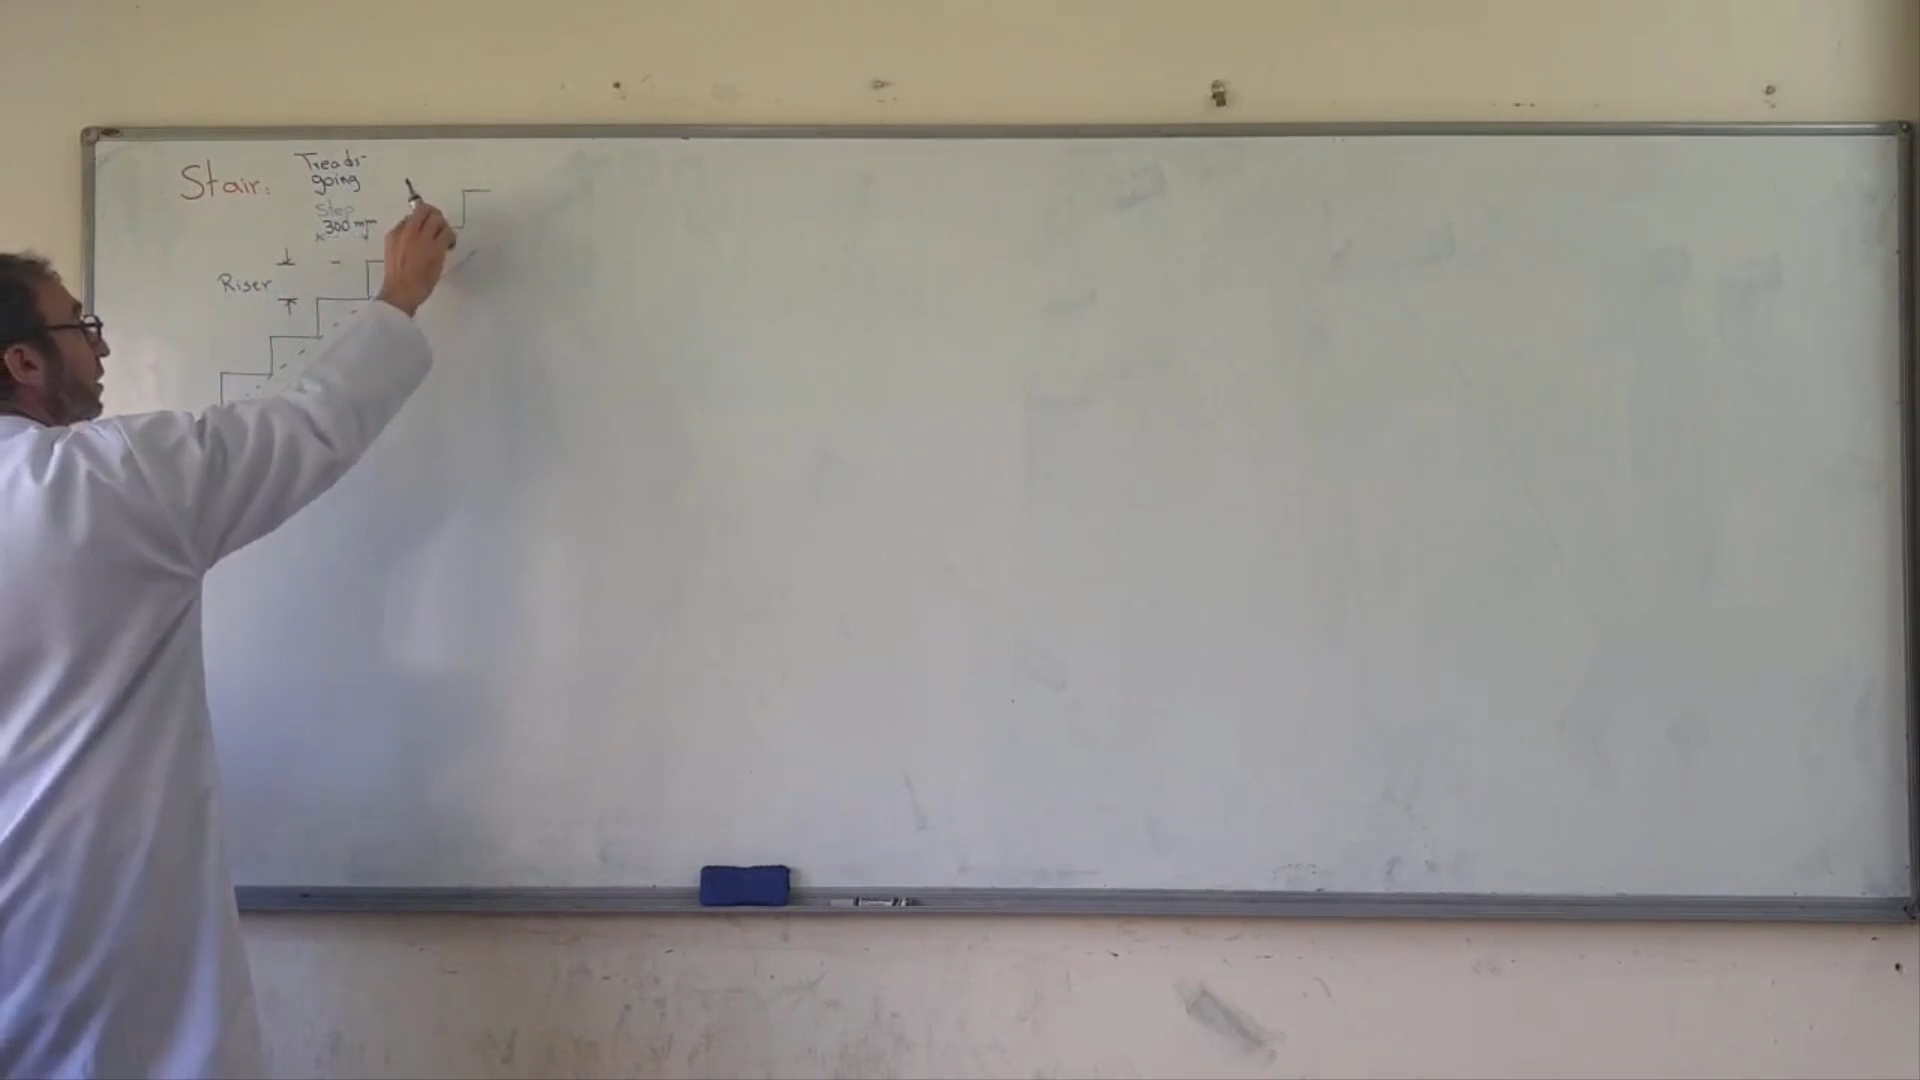 Stair:
Treads-
going
Step
300 mm
Riser